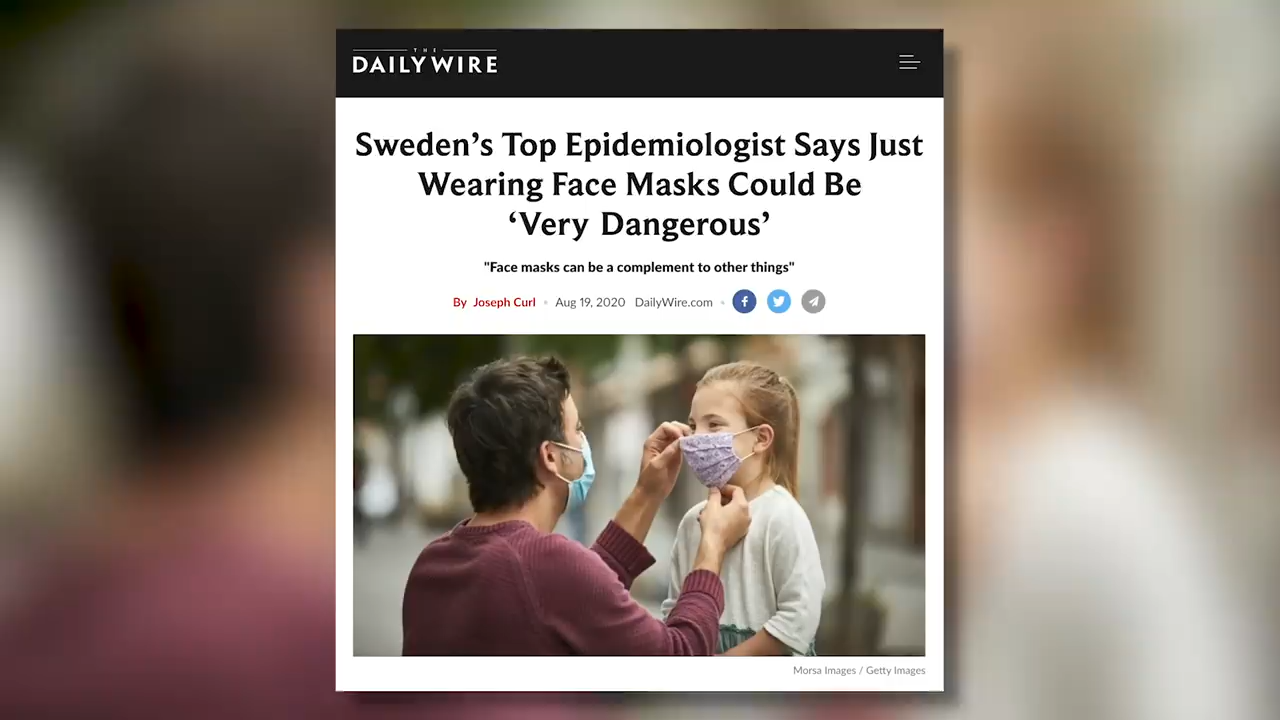 THE
DAILY WIRE
Sweden’s Top Epidemiologist Says Just
Wearing Face Masks Could Be
‘Very Dangerous’
"Face masks can be a complement to other things"
By Joseph Curl Aug 19, 2020 DailyWire.com
Morsa Images / Getty Images